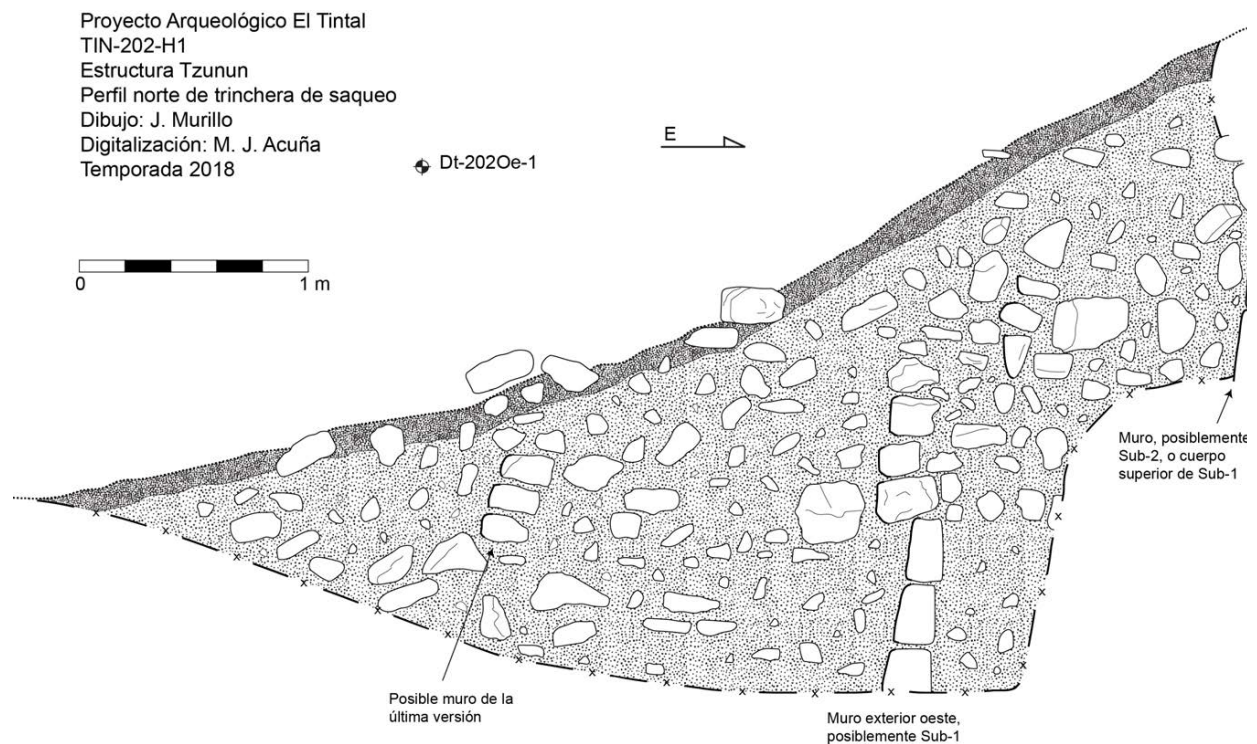 Proyecto Arqueológico El Tintal
TIN-202-H1
Estructura Tzunun
Perfil norte de trinchera de saqueo
Dibujo: J. Murillo
Digitalización: M. J. Acuña
Temporada 2018
Dt-202Oe-1
E
0 1 m
Muro, posiblemente
Sub-2, o cuerpo
superior de Sub-1
Posible muro de la
última versión
Muro exterior oeste,
posiblemente Sub-1